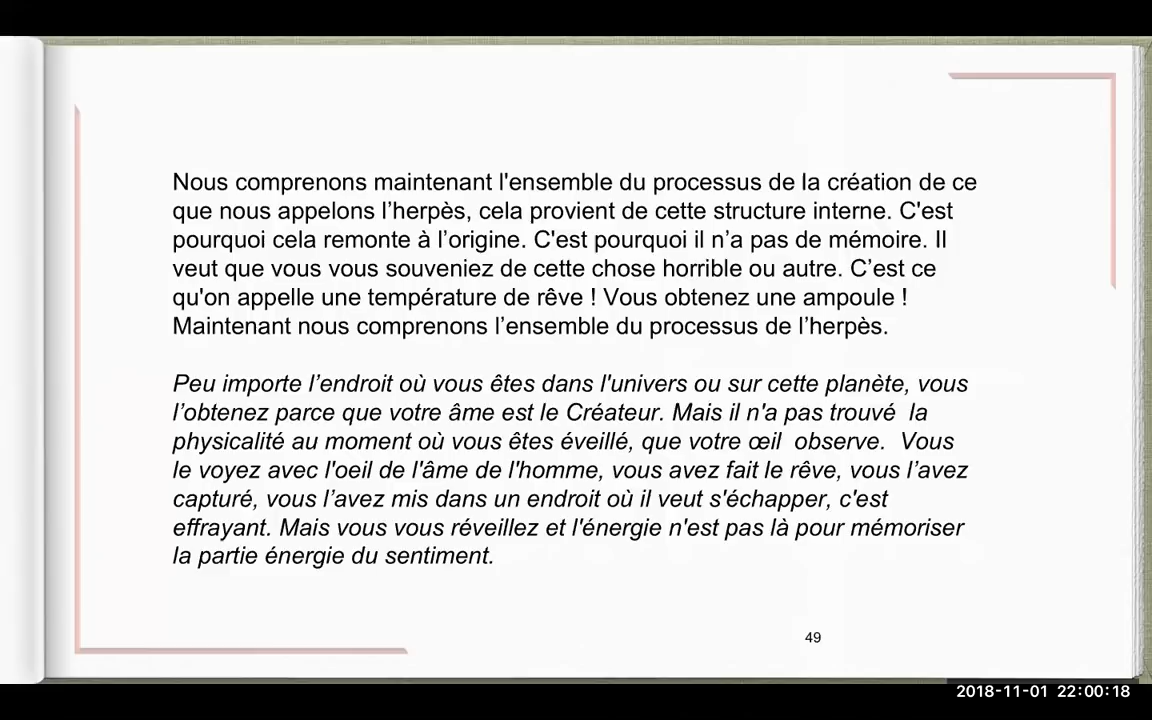 Nous comprenons maintenant l'ensemble du processus de la création de ce
que nous appelons l’herpès, cela provient de cette structure interne. C'est
pourquoi cela remonte à l’origine. C'est pourquoi il n’a pas de mémoire. Il
veut que vous vous souveniez de cette chose horrible ou autre. C’est ce
qu'on appelle une température de rêve ! Vous obtenez une ampoule !
Maintenant nous comprenons l’ensemble du processus de l’herpès.
Peu importe l’endroit où vous êtes dans l'univers ou sur cette planète, vous
l’obtenez parce que votre âme est le Créateur. Mais il n'a pas trouvé la
physicalité au moment où vous êtes éveillé, que votre œil observe. Vous
le voyez avec l'oeil de l'âme de l'homme, vous avez fait le rêve, vous l’avez
capturé, vous l’avez mis dans un endroit où il veut s'échapper, c'est
effrayant. Mais vous vous réveillez et l'énergie n'est pas là pour mémoriser
la partie énergie du sentiment.
49
2018-11-01 22:00:18